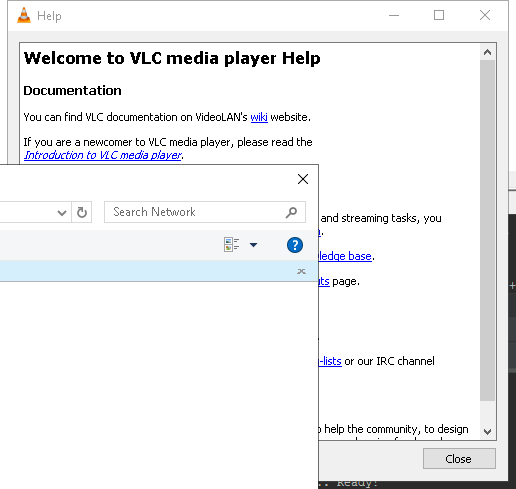 Help
Welcome to VLC media player Help
Documentation
You can find VLC documentation on VideoLAN's wiki website.
If you are a newcomer to VLC media player, please read the
Introduction to VLC media player.
Search Network
and streaming tasks, you
ledge base.
page.
-lists or our IRC channel
help the community, to design
Close
Ready!